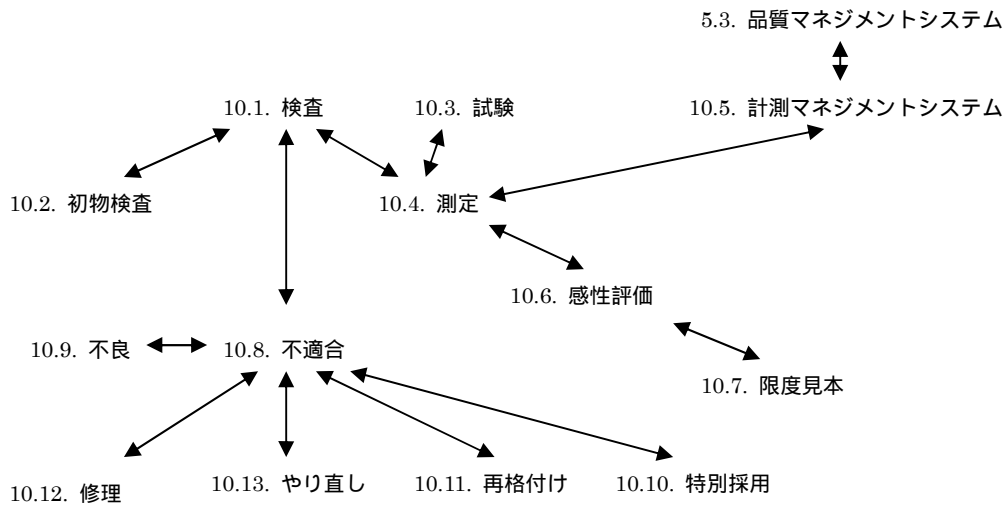 5.3. 品質マネジメントシステム
10.1. 検査
10.3. 試験
10.5. 計測マネジメントシステム
10.2. 初物検査
10.4. 測定
10.6. 感性評価
10.9. 不良
10.8. 不適合
10.7. 限度見本
10.12. 修理
10.13. やり直し
10.11. 再格付け
10.10. 特別採用